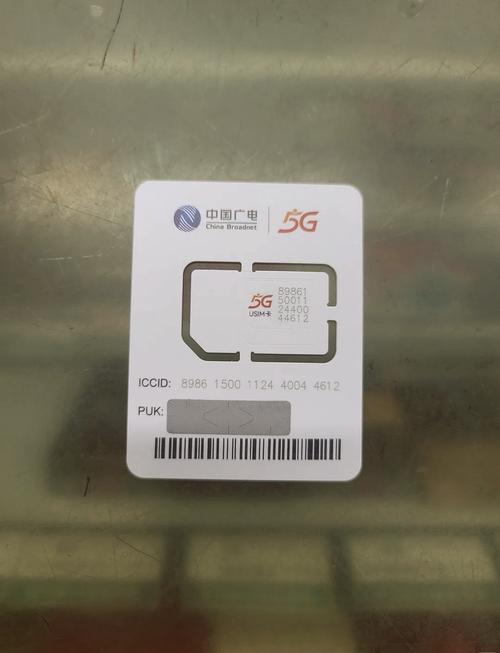 中国广电
China Broadnet
5G
89861
50011
24400
44612
5G
USIM卡
ICCID: 8986 1500 1124 4004 4612
PUK: